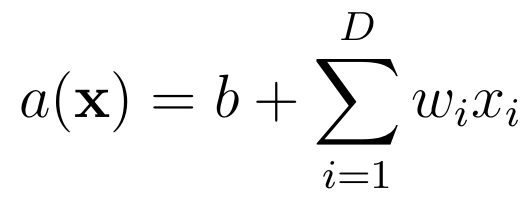 a(𝐱) = b + ∑_{i=1}^{D} w_i x_i